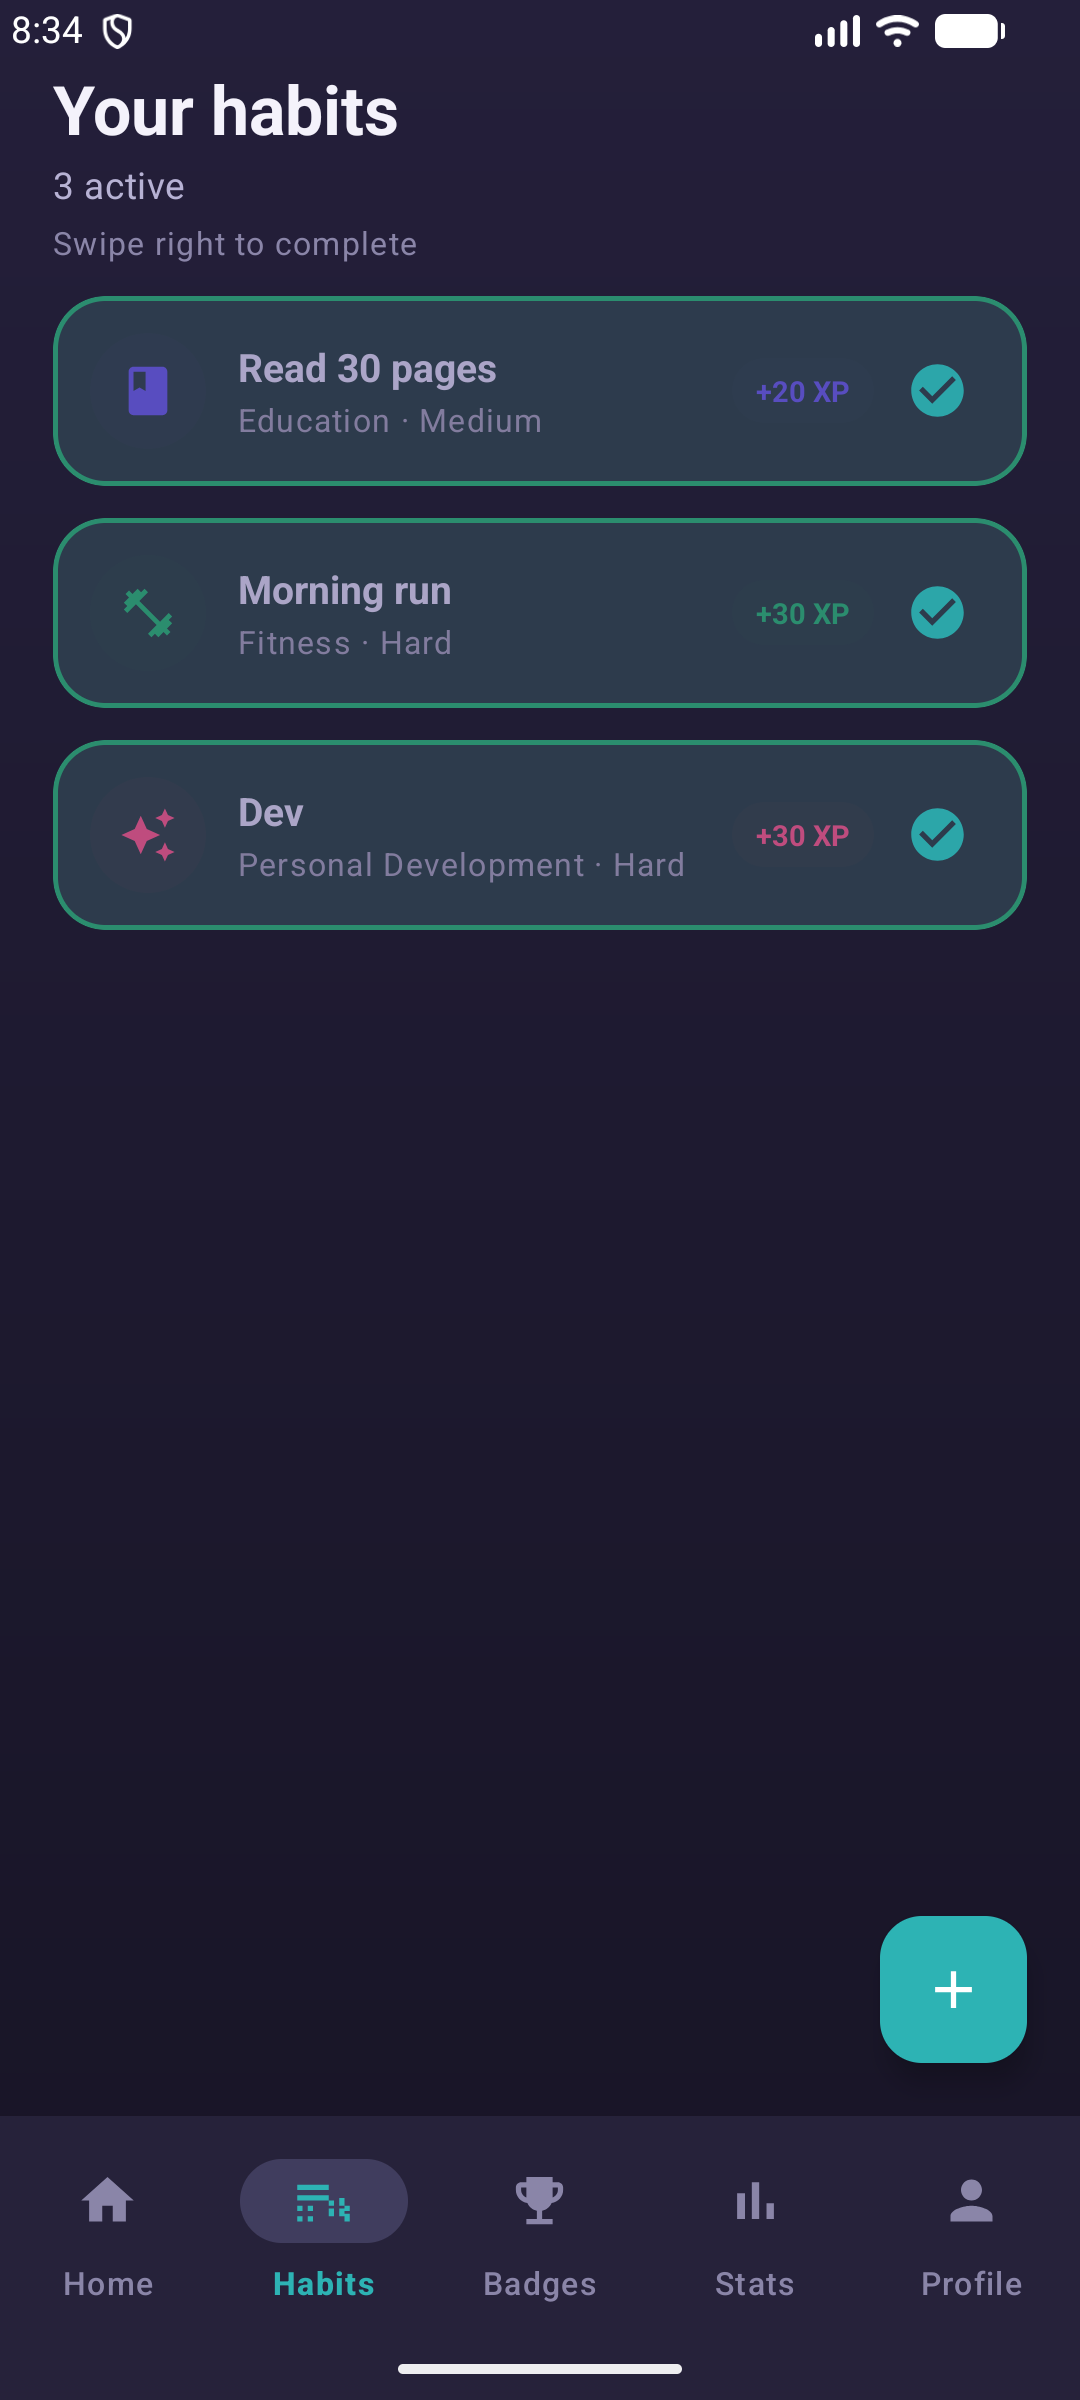 8:34
Your habits
3 active
Swipe right to complete
Read 30 pages
Education · Medium
+20 XP
Morning run
Fitness · Hard
+30 XP
Dev
Personal Development · Hard
+30 XP
Home
Habits
Badges
Stats
Profile